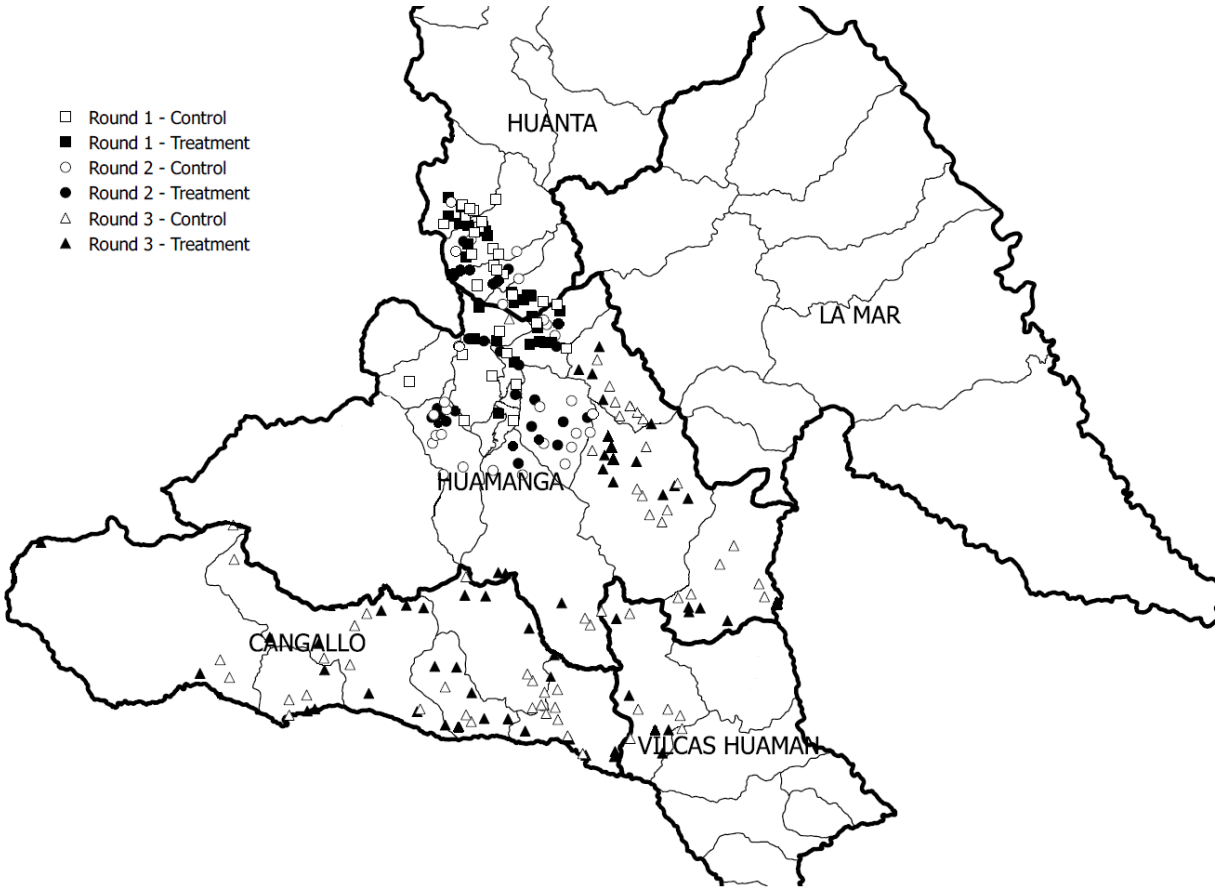 Round 1 - Control
Round 1 - Treatment
Round 2 - Control
Round 2 - Treatment
Round 3 - Control
Round 3 - Treatment
HUANTA
LA MAR
HUAMANGA
CANGALLO
VILCAS HUAMAN